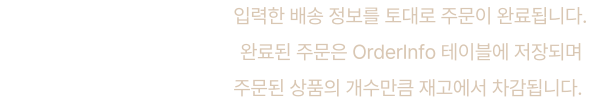 입력한 배송 정보를 토대로 주문이 완료됩니다.
완료된 주문은 OrderInfo 테이블에 저장되며
주문된 상품의 개수만큼 재고에서 차감됩니다.